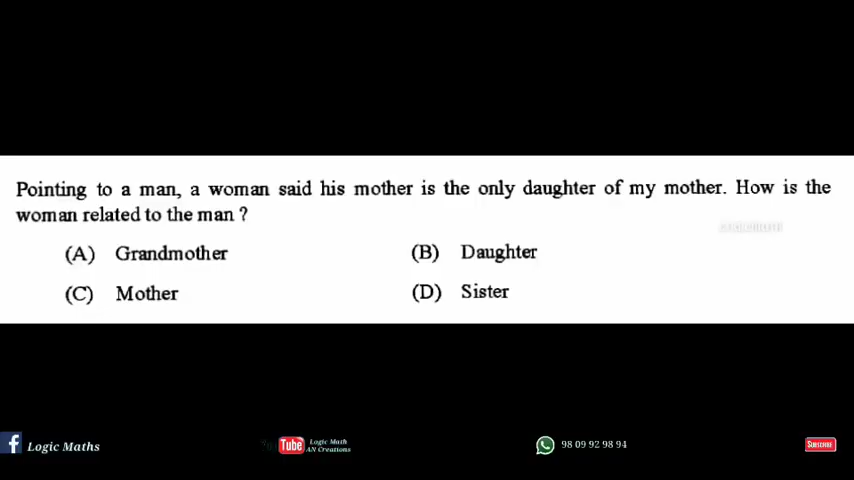 Pointing to a man, a woman said his mother is the only daughter of my mother. How is the
woman related to the man ?
(A) Grandmother (B) Daughter
(C) Mother (D) Sister
f Logic Maths
Tube Logic Math
AN Creations
98 09 92 98 94
SUBSCRIBE